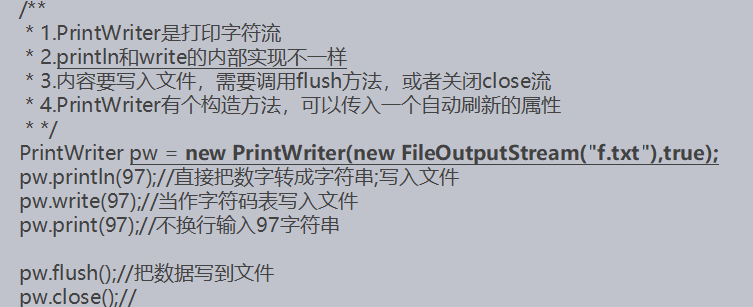 /**
* 1.PrintWriter是打印字符流
* 2.println和write的内部实现不一样
* 3.内容要写入文件，需要调用flush方法，或者关闭close流
* 4.PrintWriter有个构造方法，可以传入一个自动刷新的属性
* */
PrintWriter pw = new PrintWriter(new FileOutputStream("f.txt"),true);
pw.println(97);//直接把数字转成字符串;写入文件
pw.write(97);//当作字符码表写入文件
pw.print(97);//不换行输入97字符串
pw.flush();//把数据写到文件
pw.close();//